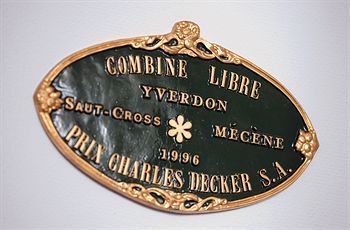 COMBINE LIBRE
YVERDON
SAUT-CROSS MÉCÈNE
1996
PRIX CHARLES DECKER S.A.